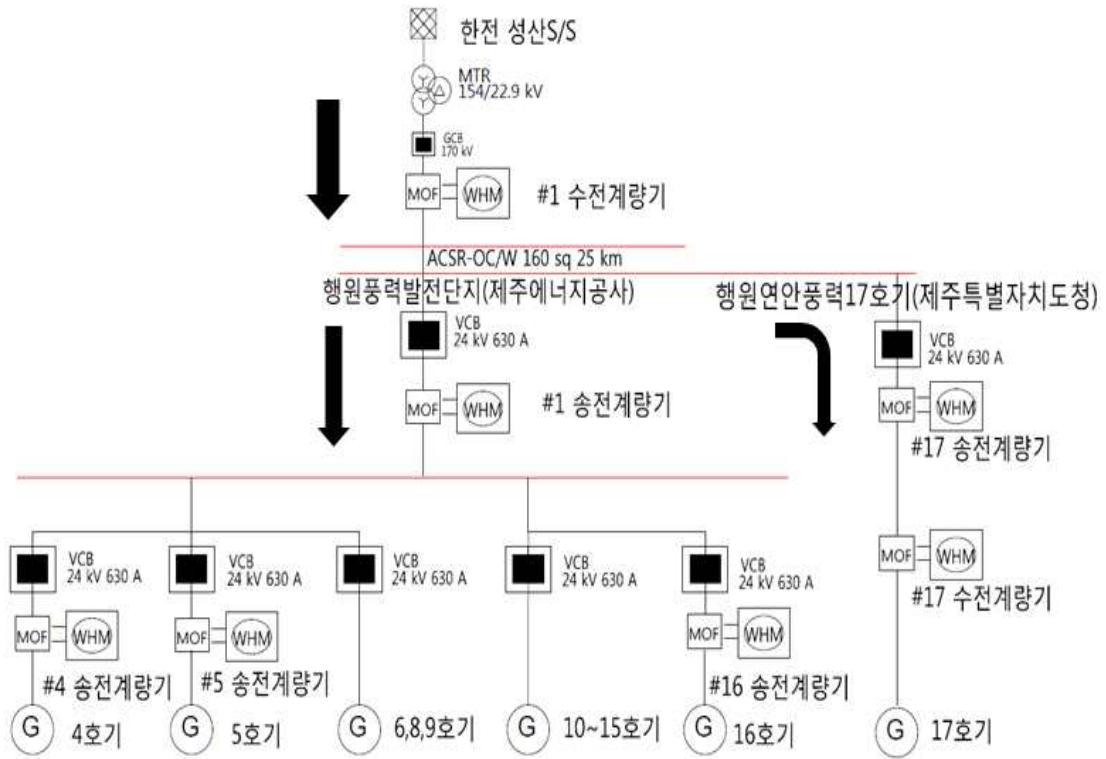 한전 성산S/S
MTR
154/22.9 kV
GCB
170 kV
MOF
WHM
#1 수전계량기
ACSR-OC/W 160 sq 25 km
행원풍력발전단지(제주에너지공사)
행원연안풍력17호기(제주특별자치도청)
VCB
24 kV 630 A
VCB
24 kV 630 A
MOF
WHM
#1 송전계량기
MOF
WHM
#17 송전계량기
VCB
24 kV 630 A
VCB
24 kV 630 A
VCB
24 kV 630 A
VCB
24 kV 630 A
VCB
24 kV 630 A
MOF
WHM
#17 수전계량기
MOF
WHM
MOF
WHM
MOF
WHM
#4 송전계량기
#5 송전계량기
#16 송전계량기
G
4호기
G
5호기
G
6,8,9호기
G
10~15호기
G
16호기
G
17호기